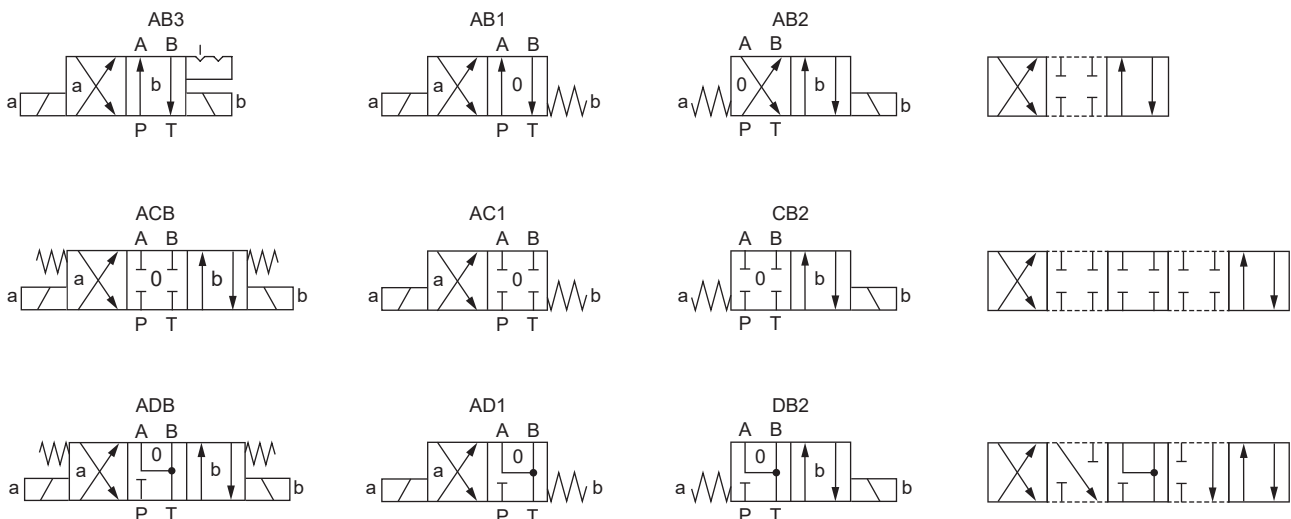 AB3 AB1 AB2
A B A B A B
a a b b a 0 b a 0 b b
P T P T P T
ACB AC1 CB2
A B A B A B
a a 0 b b a a 0 b a 0 b b
P T P T P T
ADB AD1 DB2
A B A B A B
a a 0 b b a a 0 b a 0 b b
P T P T P T